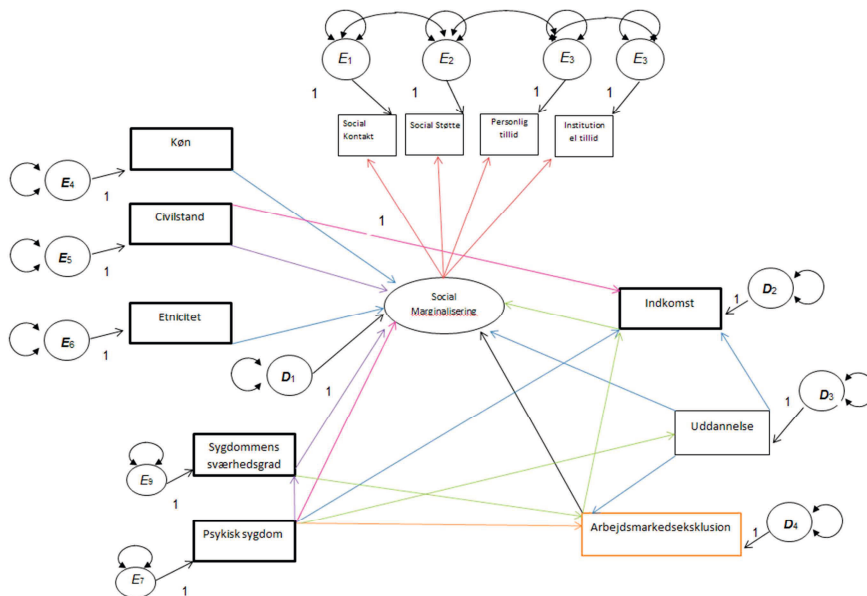 E1
E2
E3
E3
1
1
1
1
Social
Kontakt
Social Støtte
Personlig
tillid
Institution
el tillid
Køn
E4
1
Civilstand
1
E5
1
Social
Marginalisering
Indkomst
1
D2
Etnicitet
E6
1
D1
1
Uddannelse
1
D3
Sygdommens
sværhedsgrad
E9
1
Psykisk sygdom
E7
1
Arbejdsmarkedseksklusion
1
D4